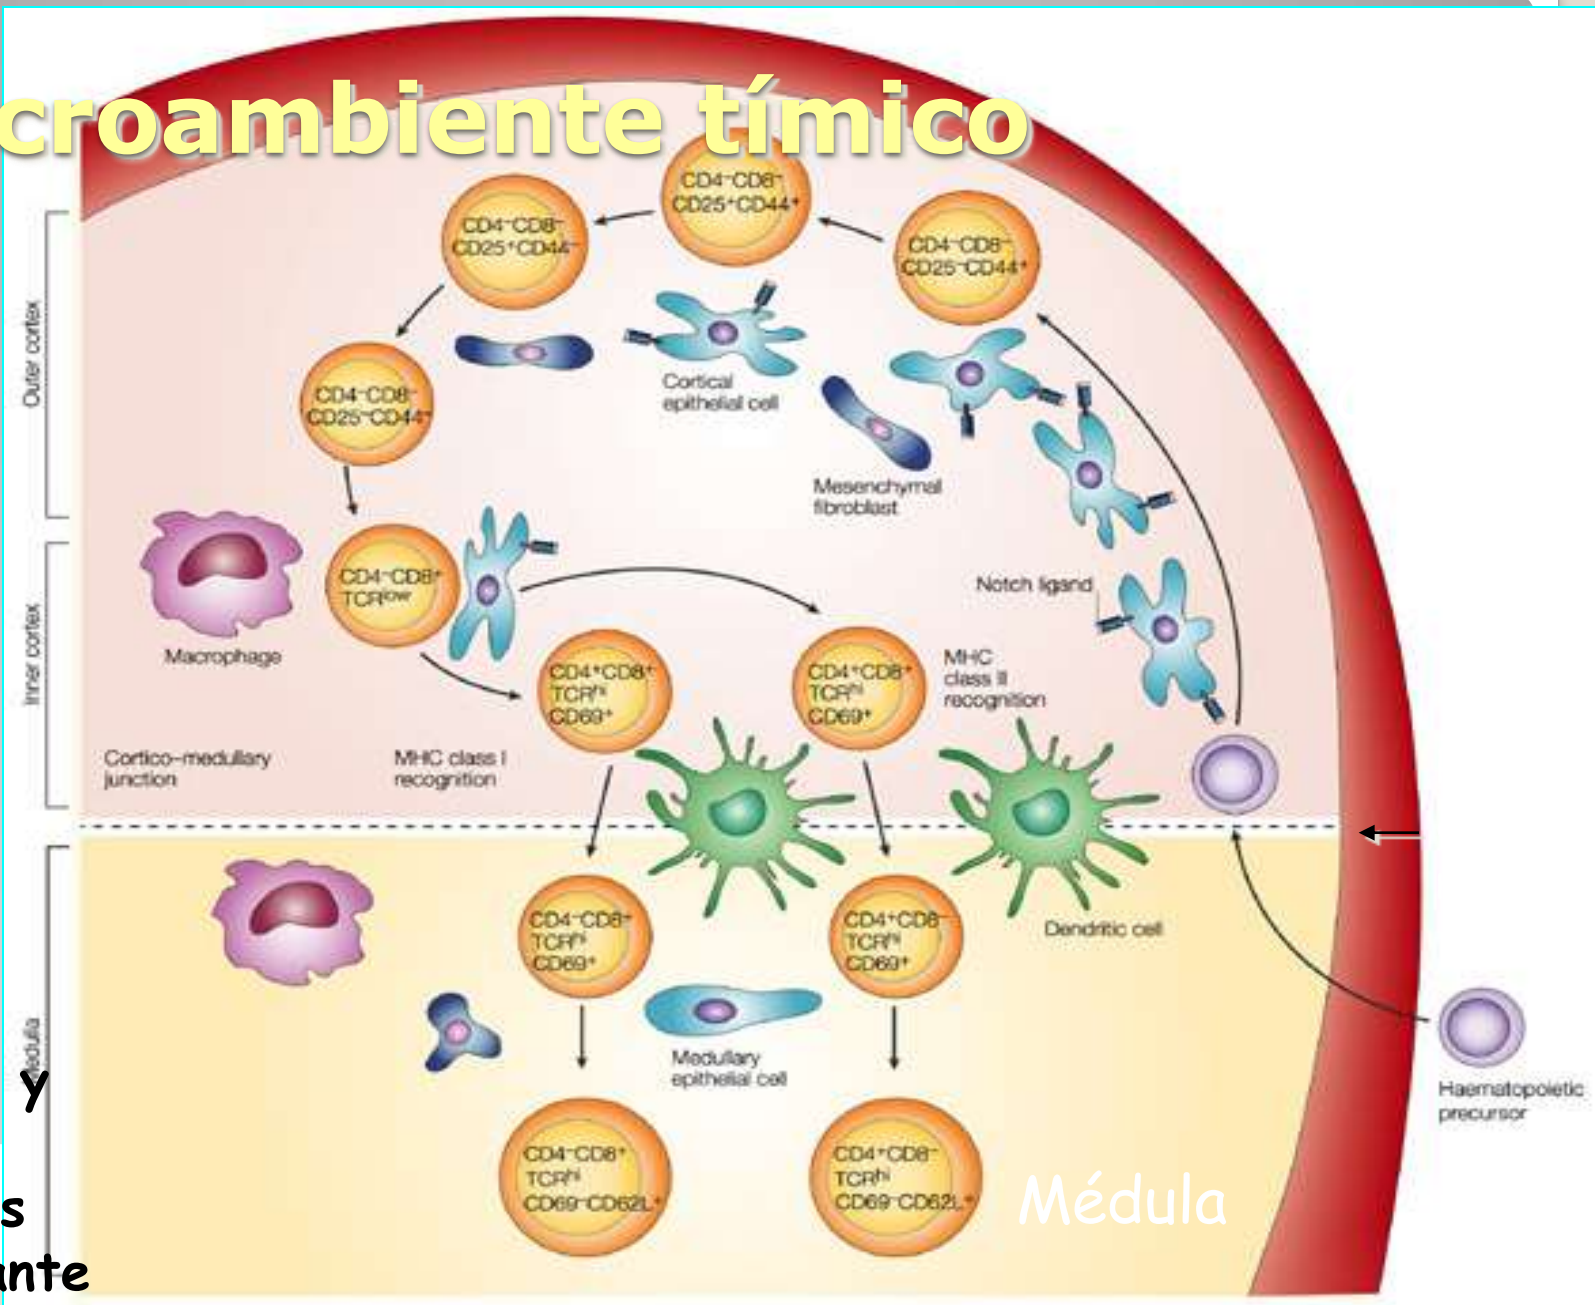 croambiente tímico
CD4⁻CD8⁻
CD25⁺CD44⁺
CD4⁻CD8⁻
CD25⁺CD44⁻
CD4⁻CD8⁻
CD25⁻CD44⁺
Outer cortex
CD4⁻CD8⁻
CD25⁻CD44⁻
Cortical
epithelial cell
Mesenchymal
fibroblast
CD4⁻CD8⁺
TCRˡᵒʷ
Notch ligand
Inner cortex
Macrophage
CD4⁺CD8⁺
TCRʰⁱ
CD69⁺
CD4⁺CD8⁺
TCRʰⁱ
CD69⁺
MHC
class II
recognition
Cortico-medullary
junction
MHC class I
recognition
CD4⁻CD8⁺
TCRʰⁱ
CD69⁺
CD4⁺CD8⁻
TCRʰⁱ
CD69⁺
Dendritic cell
Medulla
y
Medullary
epithelial cell
Haematopoietic
precursor
CD4⁻CD8⁺
TCRʰⁱ
CD69⁻CD62L⁺
CD4⁺CD8⁻
TCRʰⁱ
CD69⁻CD62L⁺
Médula
s
ante